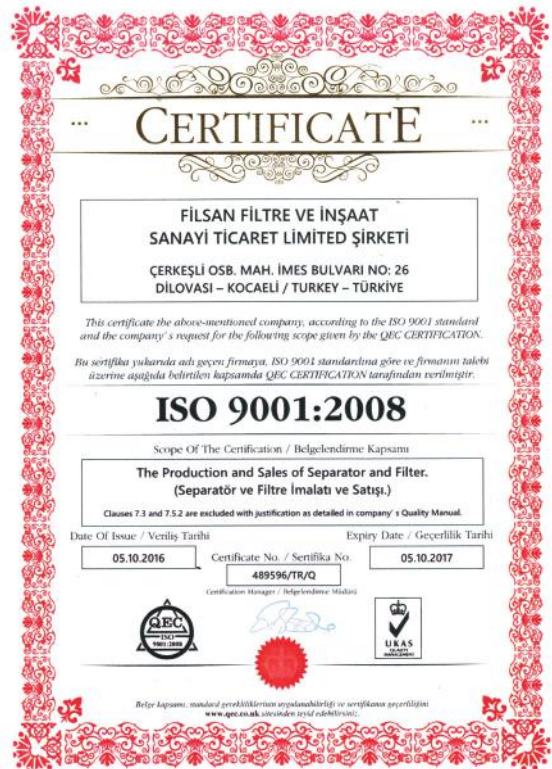 ... CERTIFICATE ...
FİLSAN FİLTRE VE İNŞAAT
SANAYİ TİCARET LİMİTED ŞİRKETİ
ÇERKEŞLİ OSB. MAH. İMES BULVARI NO: 26
DİLOVASI – KOCAELİ / TURKEY – TÜRKİYE
This certificate the above-mentioned company, according to the ISO 9001 standard
and the company's request for the following scope given by the QEC CERTIFICATION.
Bu sertifika yukarıda adı geçen firmaya, ISO 9001 standardına göre ve firmanın talebi
üzerine aşağıda belirtilen kapsamda QEC CERTIFICATION tarafından verilmiştir.
ISO 9001:2008
Scope Of The Certification / Belgelendirme Kapsamı
The Production and Sales of Separator and Filter.
(Separatör ve Filtre İmalatı ve Satışı.)
Clauses 7.3 and 7.5.2 are excluded with justification as detailed in company' s Quality Manual.
Date Of Issue / Veriliş Tarihi
Expiry Date / Geçerlilik Tarihi
05.10.2016
Certificate No. / Sertifika No.
05.10.2017
489596/TR/Q
Certification Manager / Belgelendirme Müdürü
QEC
ISO
9001:2008
UKAS
QUALITY
MANAGEMENT
Belge kapsamı, standard gerekliliklerinin uygulanabilirliği ve sertifikanın geçerliliğini
www.qec.co.uk sitesinden teyid edebilirsiniz.